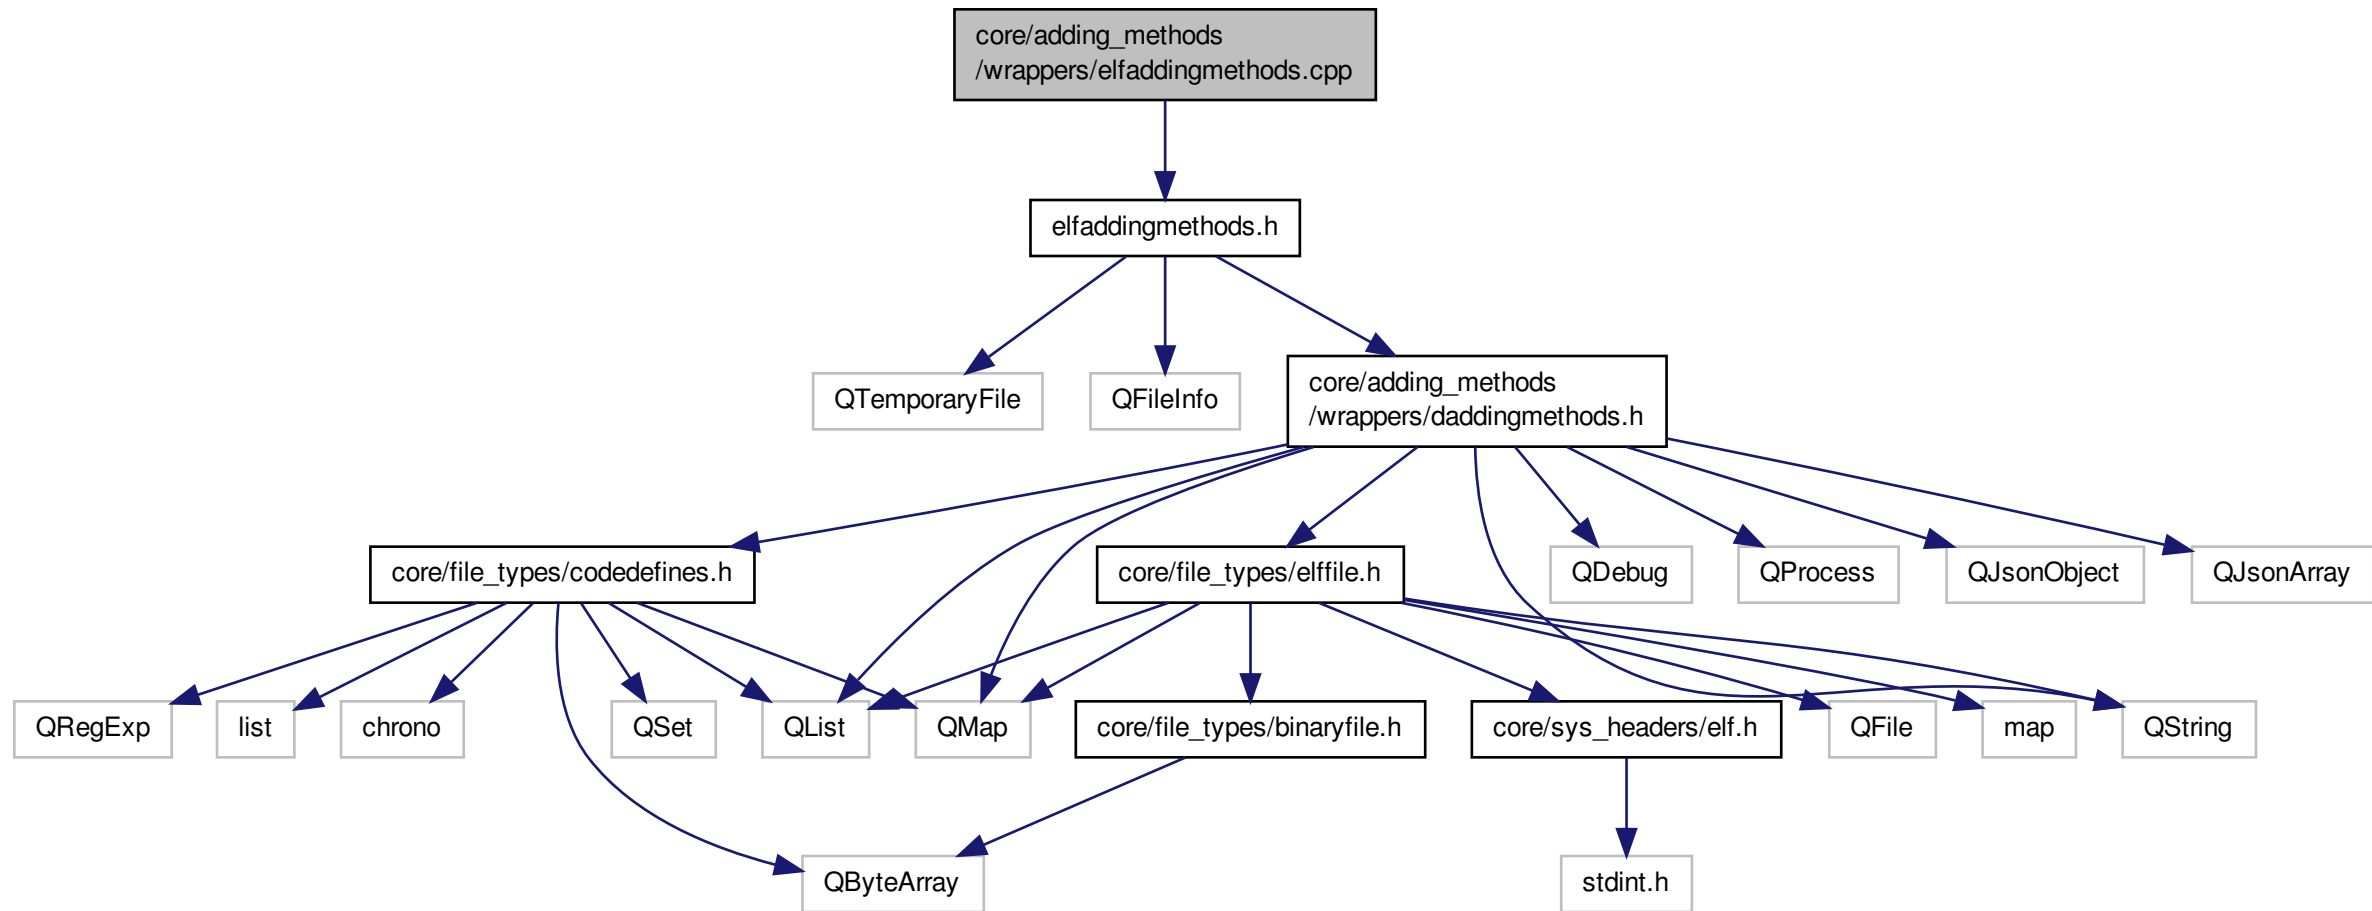 core/adding_methods
/wrappers/elfaddingmethods.cpp
elfaddingmethods.h
QTemporaryFile
QFileInfo
core/adding_methods
/wrappers/daddingmethods.h
core/file_types/codedefines.h
core/file_types/elffile.h
QDebug
QProcess
QJsonObject
QJsonArray
QRegExp
list
chrono
QSet
QList
QMap
core/file_types/binaryfile.h
core/sys_headers/elf.h
QFile
map
QString
QByteArray
stdint.h